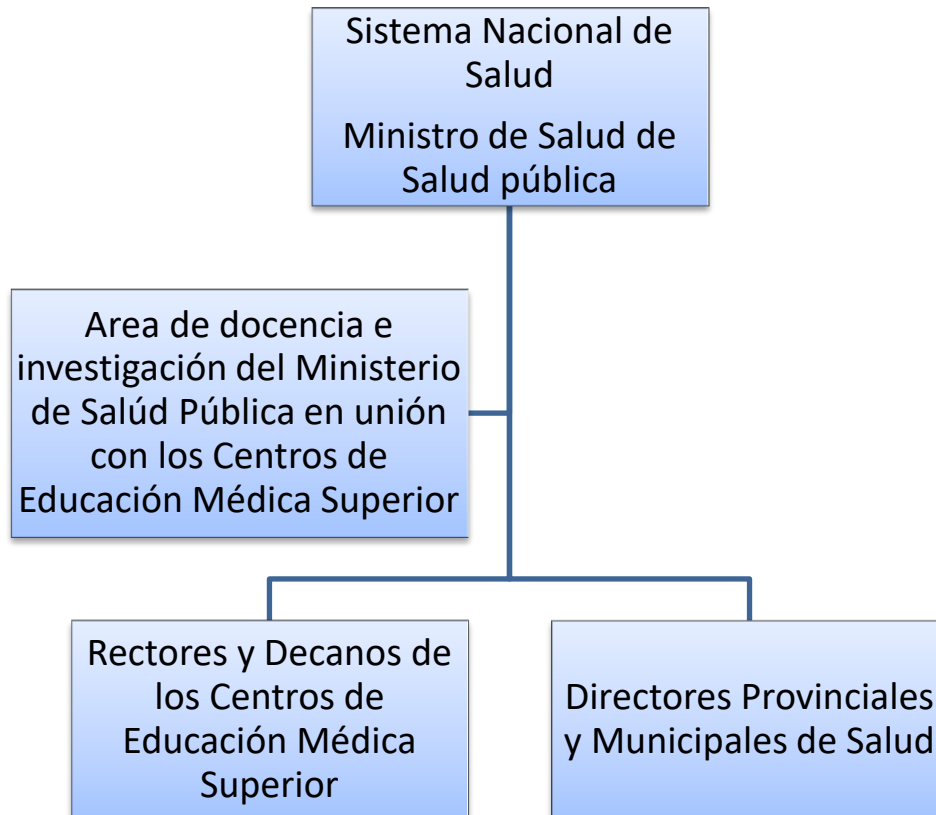 Sistema Nacional de
Salud
Ministro de Salud de
Salud pública
Area de docencia e
investigación del Ministerio
de Salúd Pública en unión
con los Centros de
Educación Médica Superior
Rectores y Decanos de
los Centros de
Educación Médica
Superior
Directores Provinciales
y Municipales de Salud